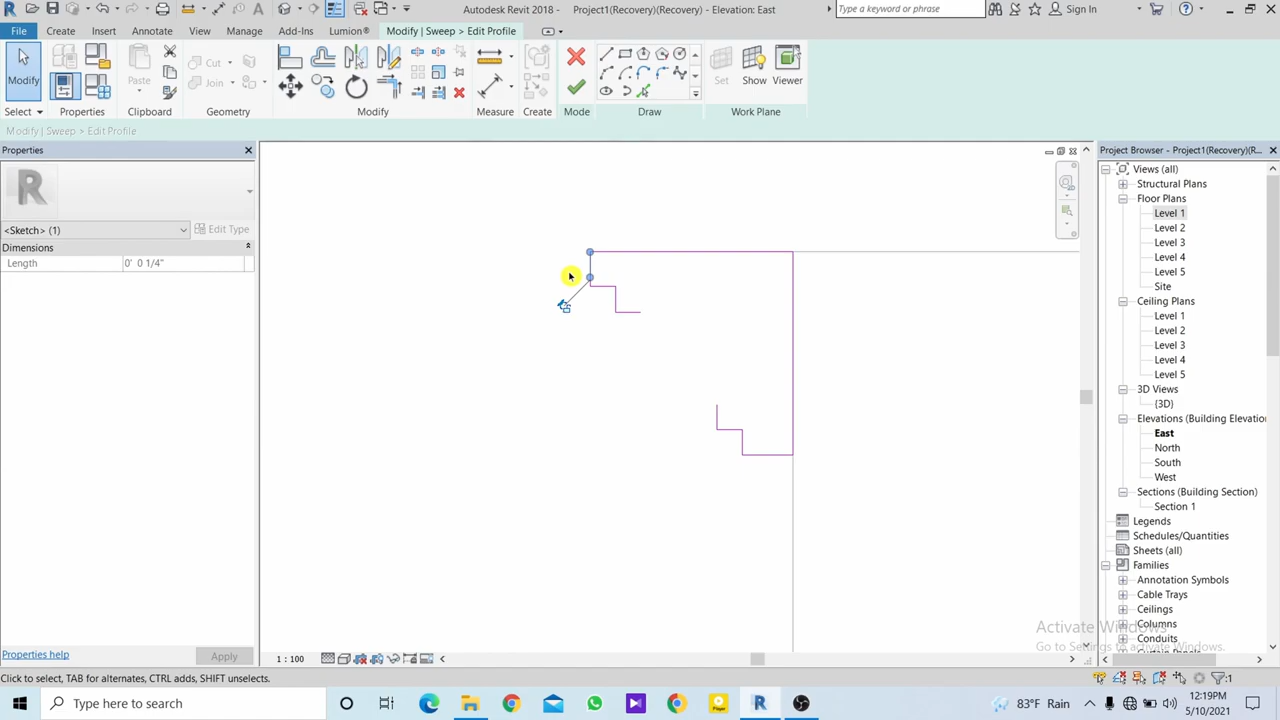 Autodesk Revit 2018 - Project1(Recovery)(Recovery) - Elevation: East
Type a keyword or phrase
Sign In
File Create Insert Annotate View Manage Add-Ins Lumion® Modify | Sweep > Edit Profile
Modify
Paste
Cut
Join
Set
Show
Viewer
Select Properties Clipboard Geometry Modify Measure Create Mode Draw Work Plane
Modify | Sweep > Edit Profile
Properties
R
<Sketch> (1)
Edit Type
Dimensions
Length 0' 0 1/4"
Properties help
Apply
1 : 100
Project Browser - Project1(Recovery)(R...
Views (all)
Structural Plans
Floor Plans
Level 1
Level 2
Level 3
Level 4
Level 5
Site
Ceiling Plans
Level 1
Level 2
Level 3
Level 4
Level 5
3D Views
{3D}
Elevations (Building Elevation
East
North
South
West
Sections (Building Section)
Section 1
Legends
Schedules/Quantities
Sheets (all)
Families
Annotation Symbols
Cable Trays
Ceilings
Columns
Conduits
Activate Windows
Go to Settings to activate Windows.
Click to select, TAB for alternates, CTRL adds, SHIFT unselects.
:1
Type here to search
83°F Rain
12:19PM
5/10/2021